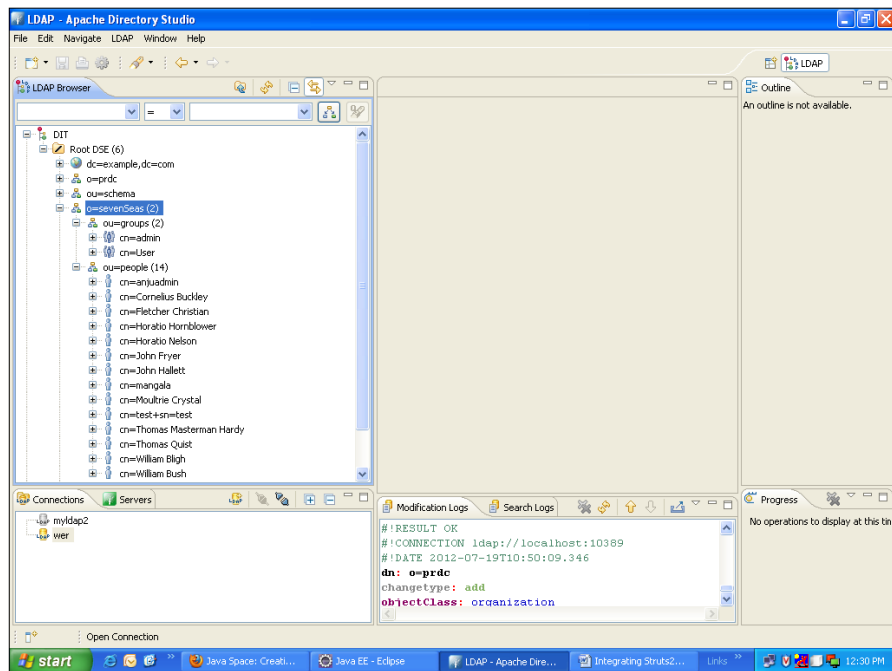 LDAP - Apache Directory Studio
File Edit Navigate LDAP Window Help
LDAP
LDAP Browser
=
DIT
Root DSE (6)
dc=example,dc=com
o=prdc
ou=schema
o=sevenSeas (2)
ou=groups (2)
cn=admin
cn=User
ou=people (14)
cn=anjuadmin
cn=Cornelius Buckley
cn=Fletcher Christian
cn=Horatio Hornblower
cn=Horatio Nelson
cn=John Fryer
cn=John Hallett
cn=mangala
cn=Moultrie Crystal
cn=test+sn=test
cn=Thomas Masterman Hardy
cn=Thomas Quist
cn=William Bligh
cn=William Bush
Outline
An outline is not available.
Connections Servers
myldap2
wer
Modification Logs Search Logs
#!RESULT OK
#!CONNECTION ldap://localhost:10389
#!DATE 2012-07-19T10:50:09.346
dn: o=prdc
changetype: add
objectClass: organization
Progress
No operations to display at this tin
Open Connection
start Java Space: Creati... Java EE - Eclipse LDAP - Apache Dire... Integrating Struts2... Links 12:30 PM